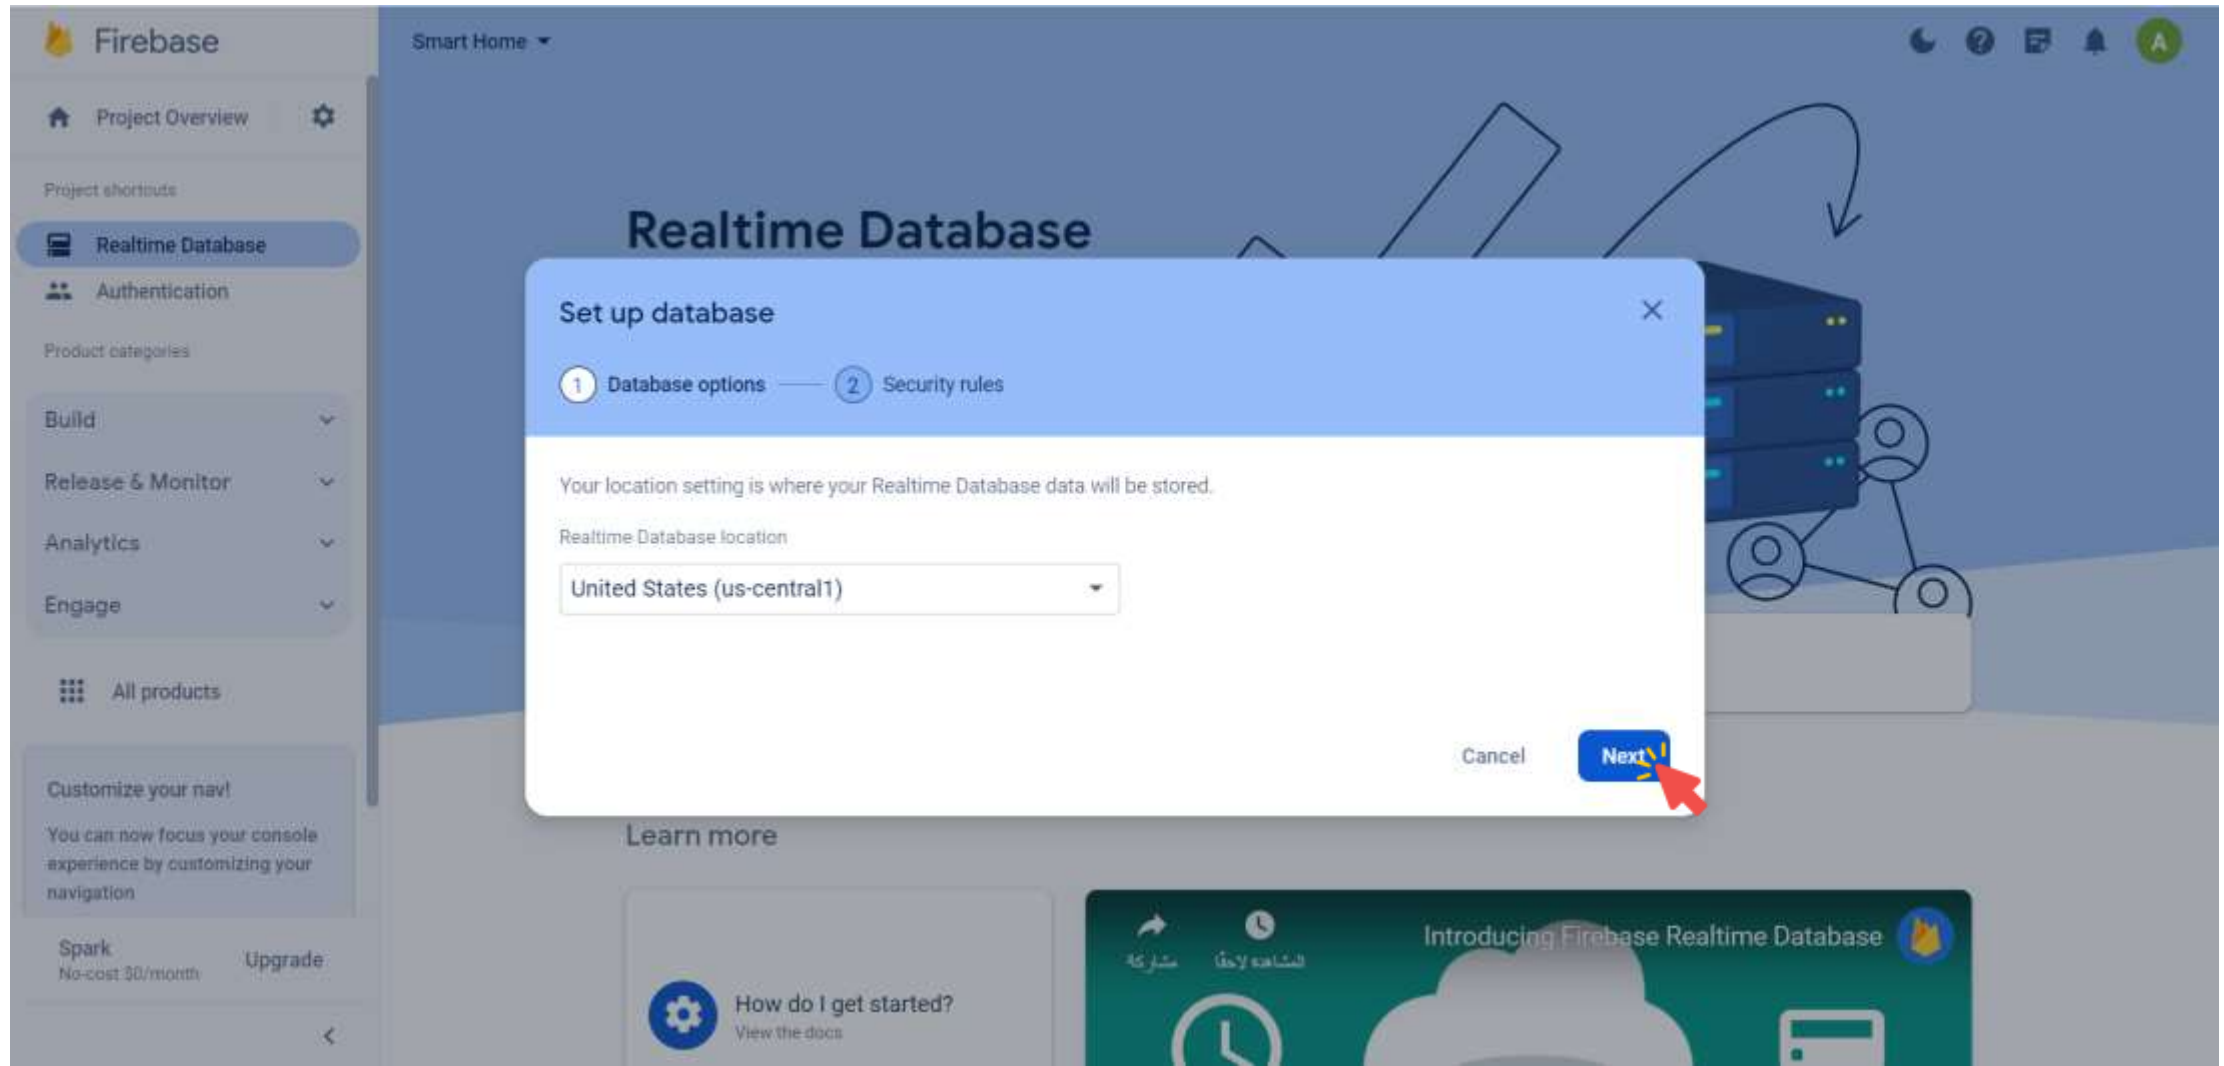 Firebase
Smart Home
A
Project Overview
Project shortcuts
Realtime Database
Authentication
Product categories
Build
Release & Monitor
Analytics
Engage
All products
Customize your nav!
You can now focus your console
experience by customizing your
navigation
Spark
No-cost $0/month
Upgrade
Realtime Database
Set up database
1 Database options
2 Security rules
Your location setting is where your Realtime Database data will be stored.
Realtime Database location
United States (us-central1)
Cancel
Next
Learn more
How do I get started?
View the docs
مشاركة
المشاهدة لاحقًا
Introducing Firebase Realtime Database